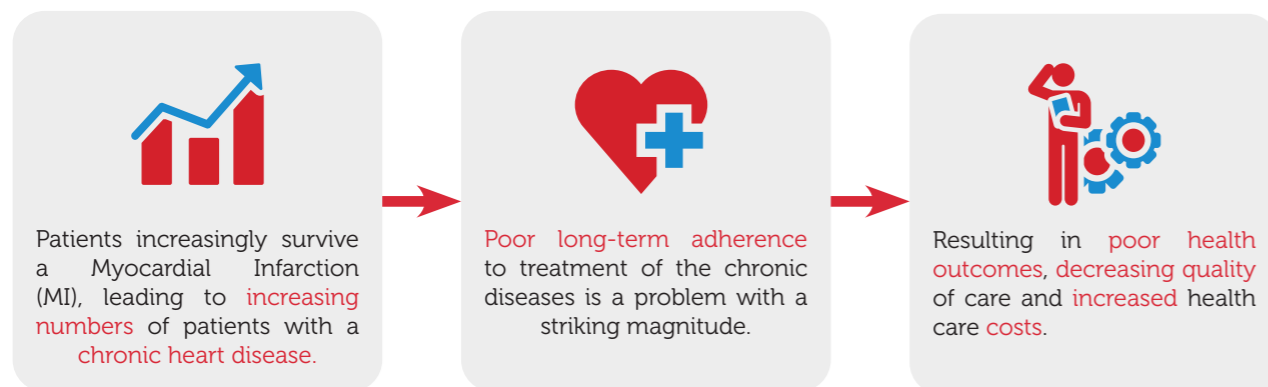 Patients increasingly survive
a Myocardial Infarction
(MI), leading to increasing
numbers of patients with a
chronic heart disease.
Poor long-term adherence
to treatment of the chronic
diseases is a problem with a
striking magnitude.
Resulting in poor health
outcomes, decreasing quality
of care and increased health
care costs.